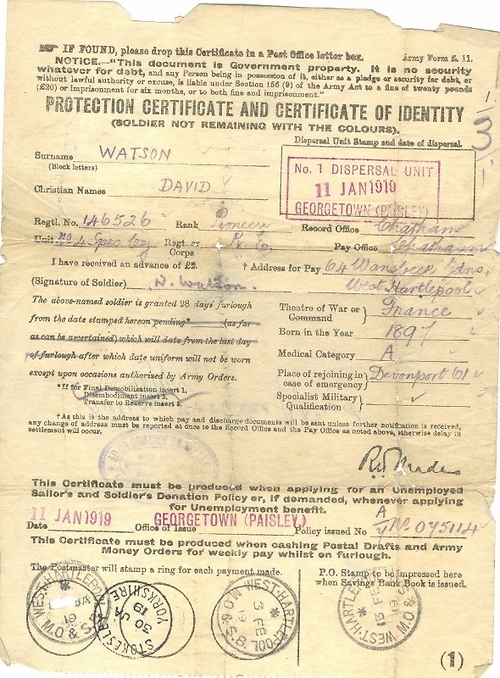 IF FOUND, please drop this Certificate in a Post Office letter box. Army Form Z. 11.
NOTICE.—"This document is Government property. It is no security
whatever for debt, and any Person being in possession of it, either as a pledge or security for debt, or
without lawful authority or excuse, is liable under Section 156 (9) of the Army Act to a fine of twenty pounds
(£20) or imprisonment for six months, or to both fine and imprisonment."
PROTECTION CERTIFICATE AND CERTIFICATE OF IDENTITY
(SOLDIER NOT REMAINING WITH THE COLOURS).
Dispersal Unit Stamp and date of dispersal.
Surname WATSON
(Block letters)
No. 1 DISPERSAL UNIT
11 JAN 1919
GEORGETOWN (PAISLEY)
Christian Names DAVID
Regtl. No. 146526 Rank Pioneer Record Office Chatham
Unit No 4 Spec Coy Regt. or Corps R. E. Pay Office Chatham
I have received an advance of £2. † Address for Pay 64 Wansbeck Gdns,
(Signature of Soldier) D. Watson. West Hartlepool
The above-named soldier is granted 28 days' furlough
from the date stamped hereon pending* (as far
as can be ascertained) which will date from the last day
of furlough after which date uniform will not be worn
except upon occasions authorised by Army Orders.
*If for Final Demobilization insert 1.
Disembodiment insert 2.
Transfer to Reserve insert 3.
Theatre of War or Command France
Born in the Year 1897
Medical Category A
Place of rejoining in case of emergency Devonport 61
Specialist Military Qualification
†As this is the address to which pay and discharge documents will be sent unless further notification is received,
any change of address must be reported at once to the Record Office and the Pay Office as noted above, otherwise delay in
settlement will occur.
This Certificate must be produced when applying for an Unemployed
Sailor's and Soldier's Donation Policy or, if demanded, whenever applying
for Unemployment benefit.
Date 11 JAN 1919 Office of Issue GEORGETOWN (PAISLEY) Policy issued No. A/Y No 075114
This Certificate must be produced when cashing Postal Drafts and Army
Money Orders for weekly pay whilst on furlough.
The Postmaster will stamp a ring for each payment made.
P.O. Stamp to be impressed here
when Savings Bank Book is issued.
WEST-HARTLEPOOL M.O & S.B
STOKESLEY YORKSHIRE 30 JA 19
WEST-HARTLEPOOL M.O & S.B 3 FE 19
WEST-HARTLEPOOL
(1)